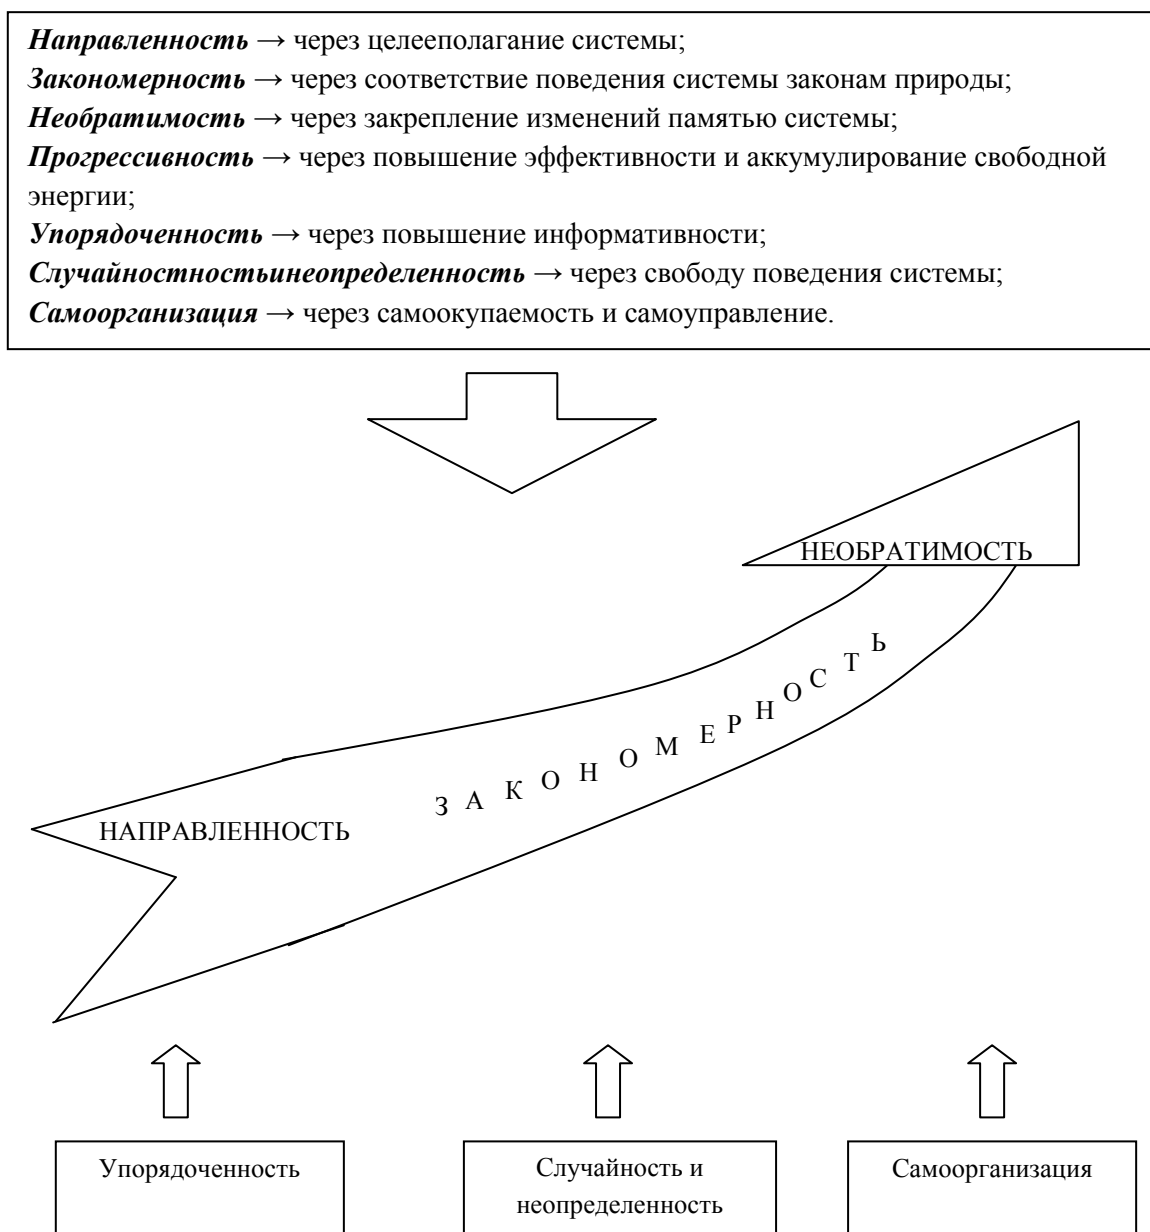 Направленность → через целееполагание системы;
Закономерность → через соответствие поведения системы законам природы;
Необратимость → через закрепление изменений памятью системы;
Прогрессивность → через повышение эффективности и аккумулирование свободной
энергии;
Упорядоченность → через повышение информативности;
Случайностностьинеопределенность → через свободу поведения системы;
Самоорганизация → через самоокупаемость и самоуправление.
НЕОБРАТИМОСТЬ
ЗАКОНОМЕРНОСТЬ
НАПРАВЛЕННОСТЬ
Упорядоченность
Случайность и
неопределенность
Самоорганизация